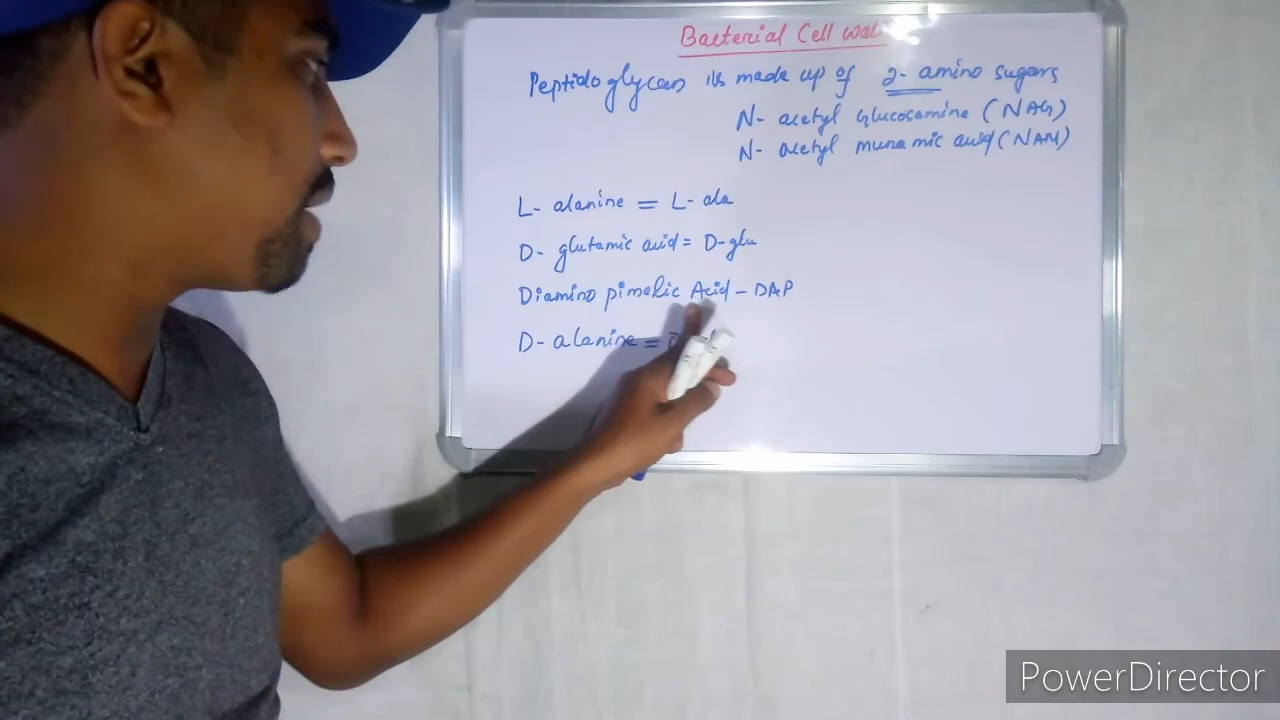 Bacterial Cell wall
Peptidoglycan is made up of 2- amino sugars
N- acetyl Glucosamine (NAG)
N- acetyl muramic acid (NAM)
L- alanine = L- ala
D- glutamic acid = D-glu
Diamino pimelic Acid - DAP
D- alanine =
PowerDirector